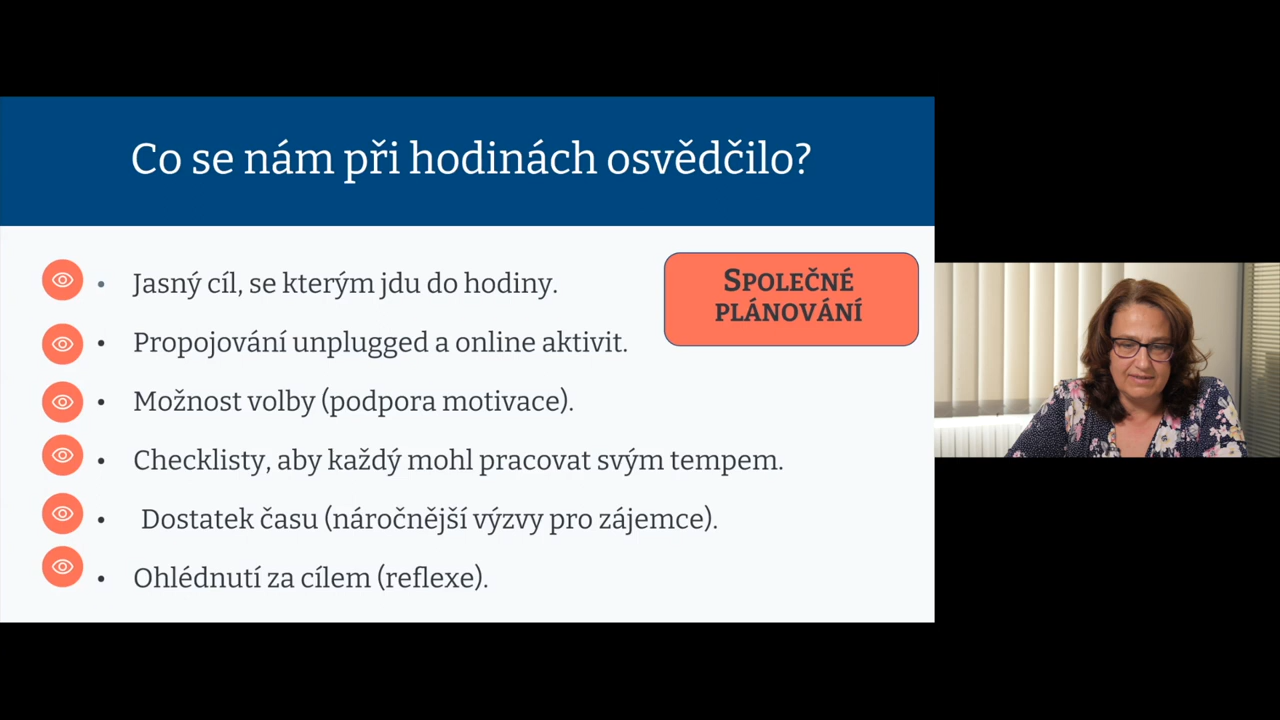 Co se nám při hodinách osvědčilo?
• Jasný cíl, se kterým jdu do hodiny.
SPOLEČNÉ
PLÁNOVÁNÍ
• Propojování unplugged a online aktivit.
• Možnost volby (podpora motivace).
• Checklisty, aby každý mohl pracovat svým tempem.
• Dostatek času (náročnější výzvy pro zájemce).
• Ohlédnutí za cílem (reflexe).